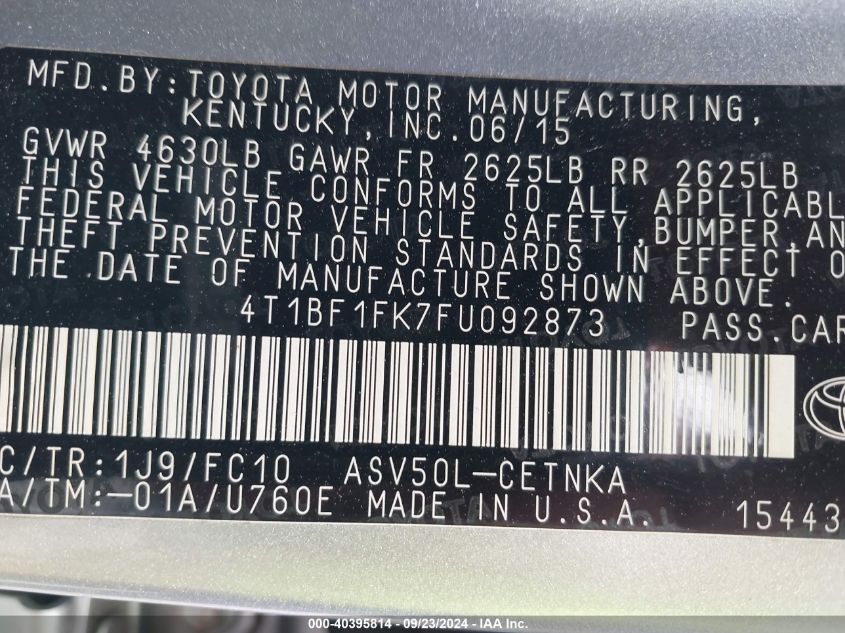 MFD.BY:TOYOTA MOTOR MANUFACTURING,
KENTUCKY,INC.06/15
GVWR 4630LB GAWR FR 2625LB RR 2625LB
THIS VEHICLE CONFORMS TO ALL APPLICABL
FEDERAL MOTOR VEHICLE SAFETY,BUMPER,AN
THEFT PREVENTION STANDARDS IN EFFECT O
THE DATE OF MANUFACTURE SHOWN ABOVE.
4T1BF1FK7FU092873 PASS.CAR
C/TR:1J9/FC10 ASV50L-CETNKA
A/TM:-01A/U760E MADE IN U.S.A. 15443
000-40395814 - 09/23/2024 - IAA Inc.